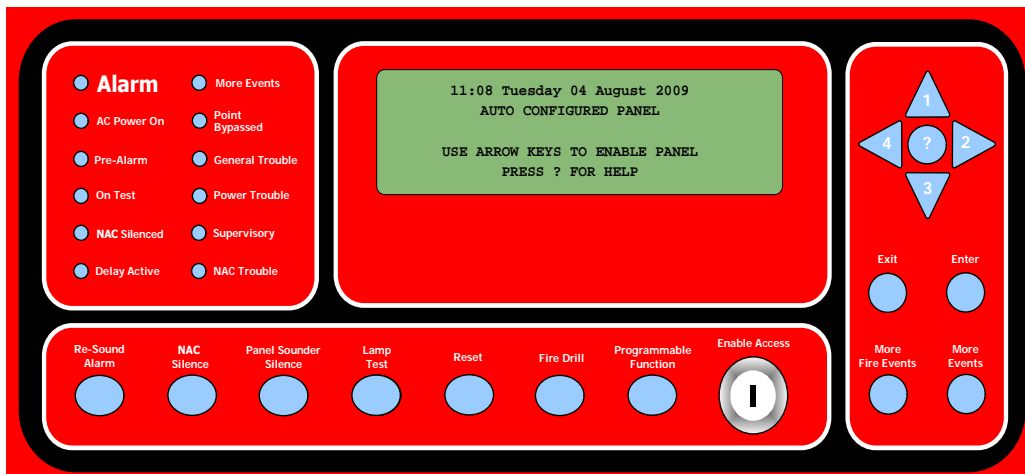 Alarm
More Events
AC Power On
Point
Bypassed
Pre-Alarm
General Trouble
On Test
Power Trouble
NAC Silenced
Supervisory
Delay Active
NAC Trouble
11:08 Tuesday 04 August 2009
AUTO CONFIGURED PANEL
USE ARROW KEYS TO ENABLE PANEL
PRESS ? FOR HELP
1
4
?
2
3
Exit
Enter
More
Fire Events
More
Events
Re-Sound
Alarm
NAC
Silence
Panel Sounder
Silence
Lamp
Test
Reset
Fire Drill
Programmable
Function
Enable Access